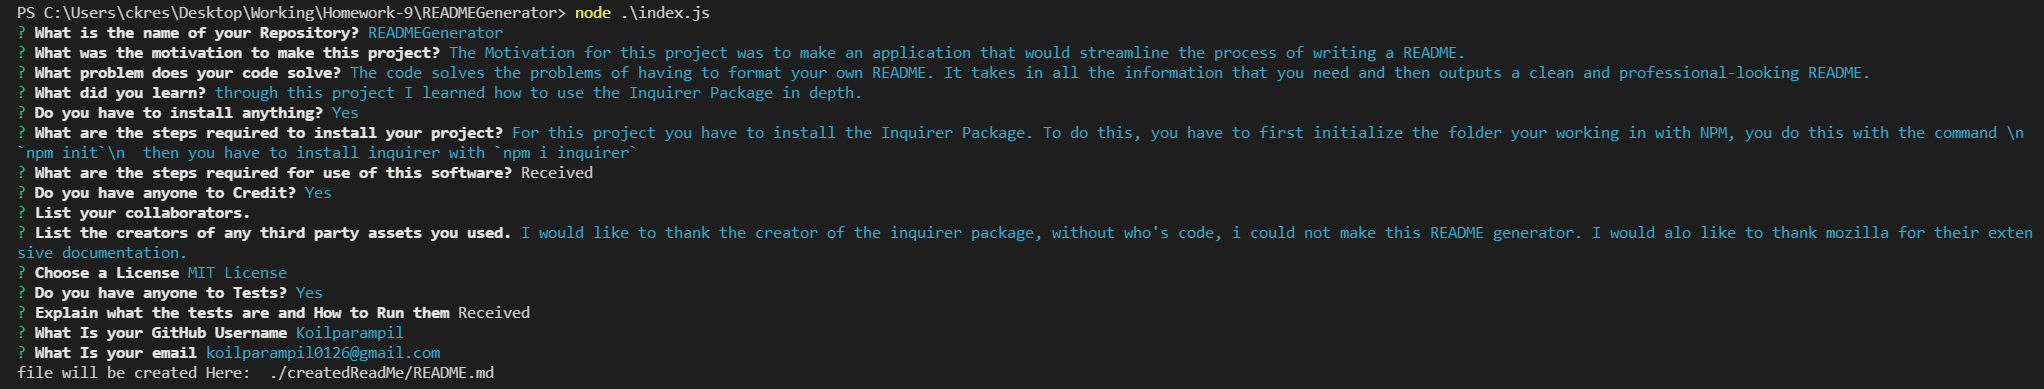 PS C:\Users\ckres\Desktop\Working\Homework-9\READMEGenerator> node .\index.js
? What is the name of your Repository? READMEGenerator
? What was the motivation to make this project? The Motivation for this project was to make an application that would streamline the process of writing a README.
? What problem does your code solve? The code solves the problems of having to format your own README. It takes in all the information that you need and then outputs a clean and professional-looking README.
? What did you learn? through this project I learned how to use the Inquirer Package in depth.
? Do you have to install anything? Yes
? What are the steps required to install your project? For this project you have to install the Inquirer Package. To do this, you have to first initialize the folder your working in with NPM, you do this with the command \n
`npm init`\n  then you have to install inquirer with `npm i inquirer`
? What are the steps required for use of this software? Received
? Do you have anyone to Credit? Yes
? List your collaborators.
? List the creators of any third party assets you used. I would like to thank the creator of the inquirer package, without who's code, i could not make this README generator. I would alo like to thank mozilla for their exten
sive documentation.
? Choose a License MIT License
? Do you have anyone to Tests? Yes
? Explain what the tests are and How to Run them Received
? What Is your GitHub Username Koilparampil
? What Is your email koilparampil0126@gmail.com
file will be created Here:  ./createdReadMe/README.md